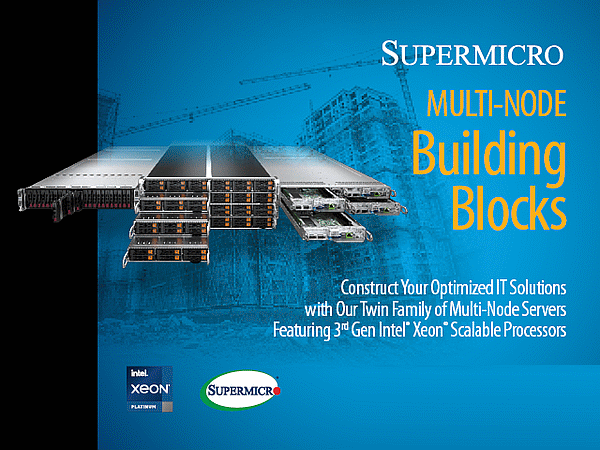 SUPERMICRO
MULTI-NODE
Building
Blocks
Construct Your Optimized IT Solutions
with Our Twin Family of Multi-Node Servers
Featuring 3rd Gen Intel® Xeon® Scalable Processors
intel.
XEON®
PLATINUM
SUPERMICRO